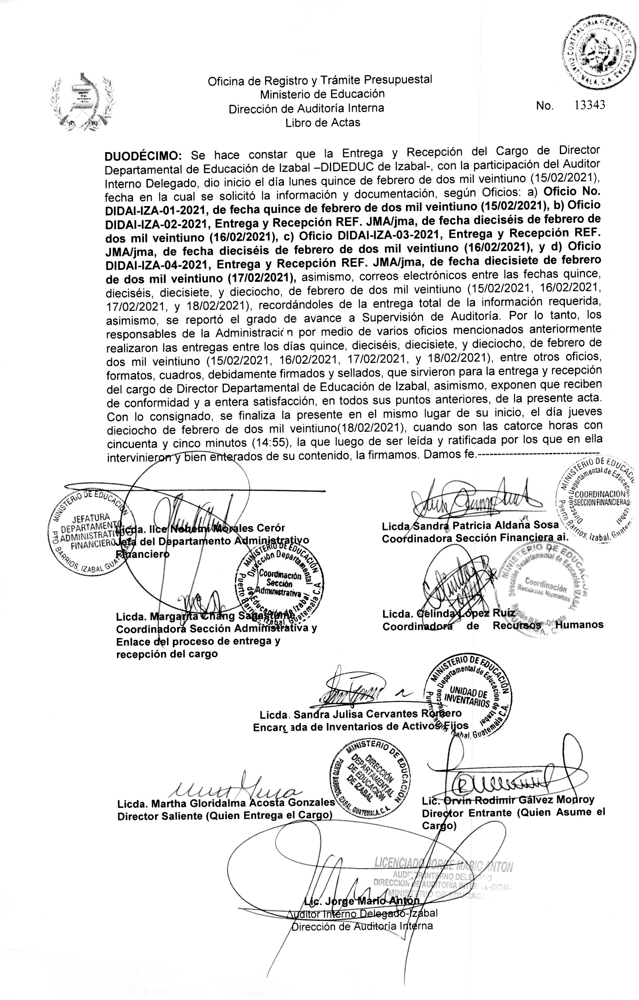 CONTRALORIA GENERAL DE CUENTAS
GUATEMALA, C.A.
Oficina de Registro y Trámite Presupuestal
Ministerio de Educación
Dirección de Auditoría Interna
Libro de Actas
No. 13343
DUODÉCIMO: Se hace constar que la Entrega y Recepción del Cargo de Director
Departamental de Educación de Izabal –DIDEDUC de Izabal-, con la participación del Auditor
Interno Delegado, dio inicio el día lunes quince de febrero de dos mil veintiuno (15/02/2021),
fecha en la cual se solicitó la información y documentación, según Oficios: a) Oficio No.
DIDAI-IZA-01-2021, de fecha quince de febrero de dos mil veintiuno (15/02/2021), b) Oficio
DIDAI-IZA-02-2021, Entrega y Recepción REF. JMA/jma, de fecha dieciséis de febrero de
dos mil veintiuno (16/02/2021), c) Oficio DIDAI-IZA-03-2021, Entrega y Recepción REF.
JMA/jma, de fecha dieciséis de febrero de dos mil veintiuno (16/02/2021), y d) Oficio
DIDAI-IZA-04-2021, Entrega y Recepción REF. JMA/jma, de fecha diecisiete de febrero
de dos mil veintiuno (17/02/2021), asimismo, correos electrónicos entre las fechas quince,
dieciséis, diecisiete, y dieciocho, de febrero de dos mil veintiuno (15/02/2021, 16/02/2021,
17/02/2021, y 18/02/2021), recordándoles de la entrega total de la información requerida,
asimismo, se reportó el grado de avance a Supervisión de Auditoría. Por lo tanto, los
responsables de la Administración por medio de varios oficios mencionados anteriormente
realizaron las entregas entre los días quince, dieciséis, diecisiete, y dieciocho, de febrero de
dos mil veintiuno (15/02/2021, 16/02/2021, 17/02/2021, y 18/02/2021), entre otros oficios,
formatos, cuadros, debidamente firmados y sellados, que sirvieron para la entrega y recepción
del cargo de Director Departamental de Educación de Izabal, asimismo, exponen que reciben
de conformidad y a entera satisfacción, en todos sus puntos anteriores, de la presente acta.
Con lo consignado, se finaliza la presente en el mismo lugar de su inicio, el día jueves
dieciocho de febrero de dos mil veintiuno(18/02/2021), cuando son las catorce horas con
cincuenta y cinco minutos (14:55), la que luego de ser leída y ratificada por los que en ella
intervinieron y bien enterados de su contenido, la firmamos. Damos fe.-------------------------------
MINISTERIO DE EDUCACION
JEFATURA
DEPARTAMENTO
ADMINISTRATIVO
FINANCIERO
PTO. BARRIOS, IZABAL GUATEMALA
Licda. Ilce Nohemí Morales Cerór
Jefa del Departamento Administrativo
Financiero
Licda Sandra Patricia Aldana Sosa
Coordinadora Sección Financiera ai.
MINISTERIO DE EDUCACION
Dirección Departamental de Educación
COORDINACION
SECCION FINANCIERA
Izabal
Puerto Barrios, Izabal, Guatem
MINISTERIO DE EDUCACIÓN
Dirección Departamental
Coordinación
Sección
Administrativa
de Educación de Izabal
Puerto Barrios, Izabal Guatemala C.A
Licda. Margarita Chang Sagastume
Coordinadora Sección Administrativa y
Enlace del proceso de entrega y
recepción del cargo
MINISTERIO DE EDUCACIÓN
Dirección Departamental de Educación IZABAL
Coordinación
Recursos Humanos
Región III Nor-Oriente
Licda. Celinda López Ruíz
Coordinadora de Recursos Humanos
MINISTERIO DE EDUCACIÓN
Dirección Departamental de Educación de Izabal
UNIDAD DE
INVENTARIOS
Puerto Barrios Izabal, Guatemala C.A.
Licda. Sandra Julisa Cervantes Romero
Encargada de Inventarios de Activos Fijos
MINISTERIO DE EDUCACIÓN
DIRECCIÓN
DEPARTAMENTAL
DE EDUCACIÓN
DE IZABAL
PUERTO BARRIOS, IZABAL, GUATEMALA, C.A.
Licda. Martha Gloridalma Acosta Gonzales
Director Saliente (Quien Entrega el Cargo)
Lic. Orvin Rodimir Gálvez Monroy
Director Entrante (Quien Asume el
Cargo)
LICENCIADO JORGE MARIO ANTON
AUDITOR INTERNO DELEGADO
DIRECCIÓN DE AUDITORÍA INTERNA -DIDAI-
MINISTERIO DE EDUCACI
Lic. Jorge Mario Antón
Auditor Interno Delegado-Izabal
Dirección de Auditoría Interna